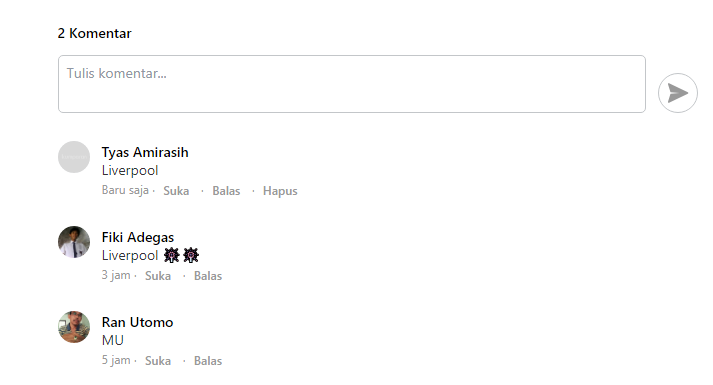 2 Komentar
Tulis komentar...
Tyas Amirasih
Liverpool
Baru saja · Suka · Balas · Hapus
Fiki Adegas
Liverpool
3 jam · Suka · Balas
Ran Utomo
MU
5 jam · Suka · Balas